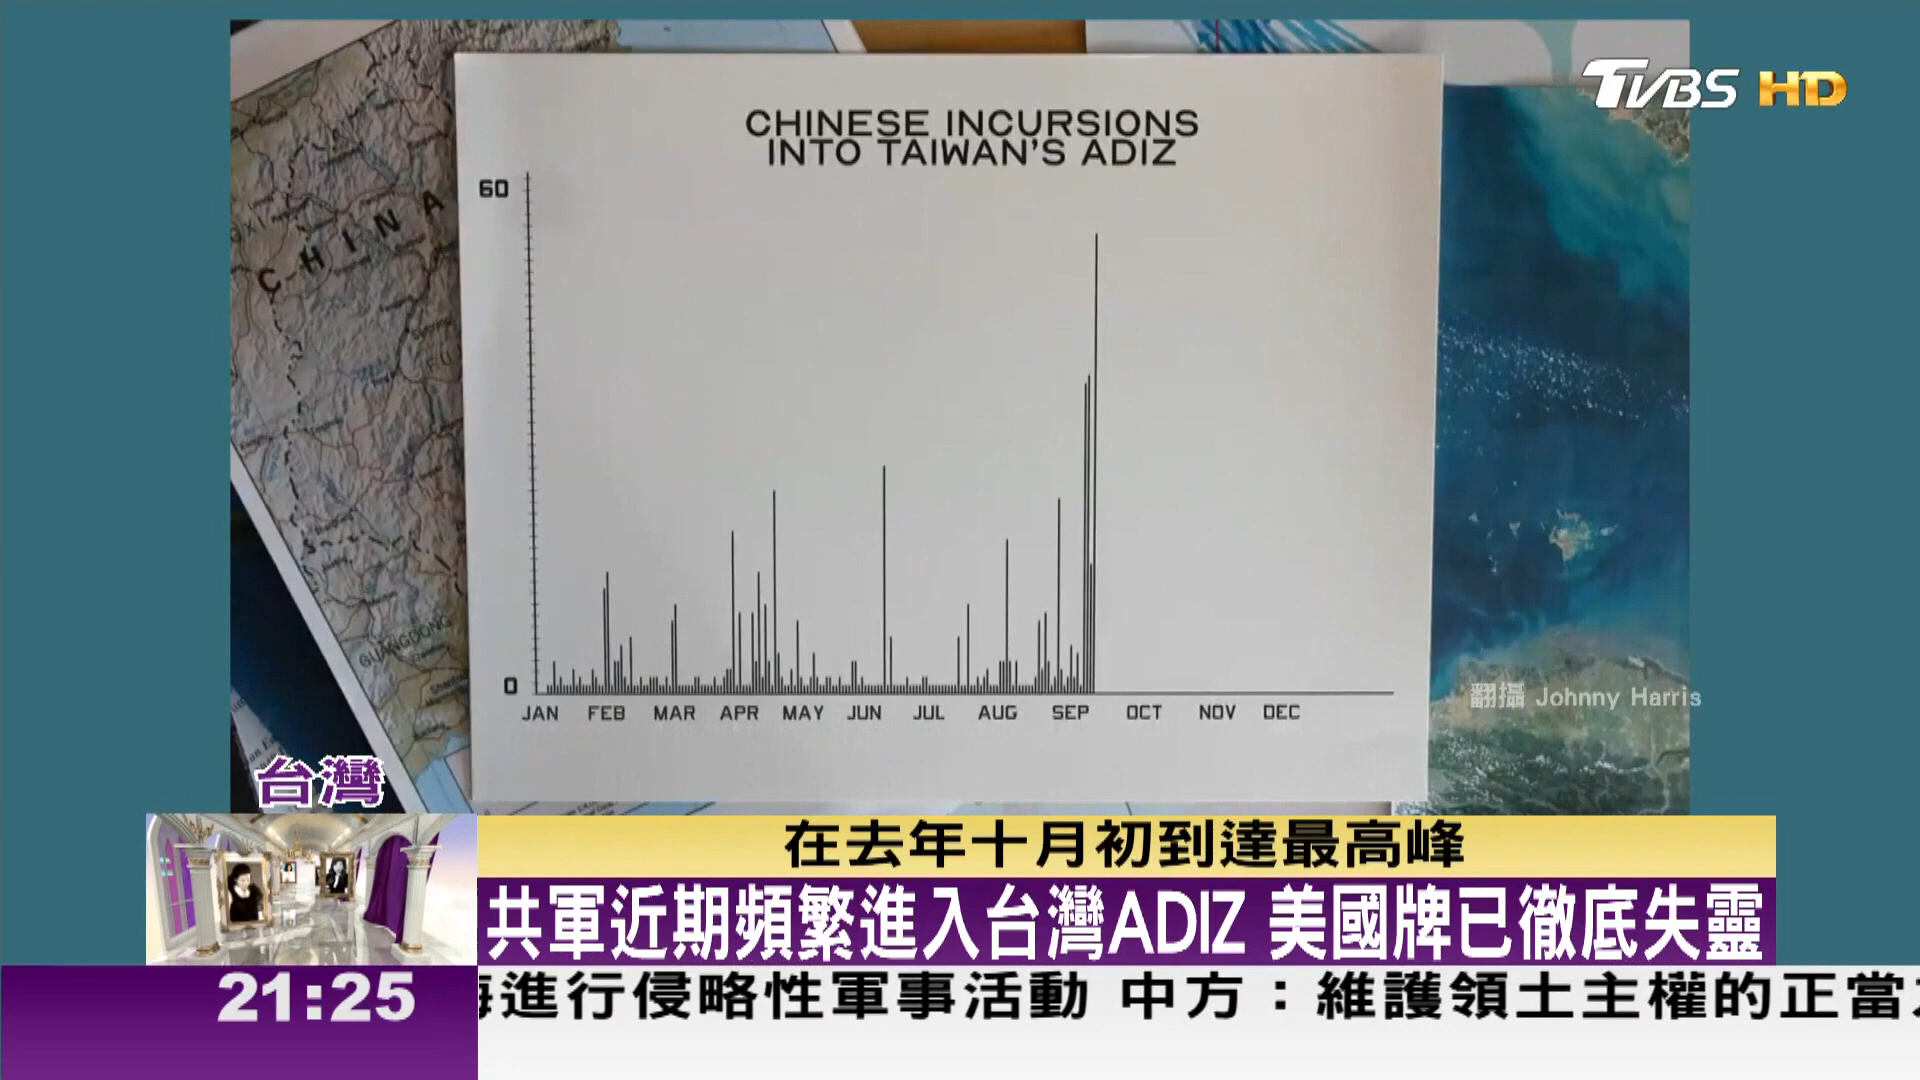 TVBS HD
CHINESE INCURSIONS
INTO TAIWAN'S ADIZ
60
0
JAN FEB MAR APR MAY JUN JUL AUG SEP OCT NOV DEC
CHINA
GUANGDONG
翻攝 Johnny Harris
台灣
在去年十月初到達最高峰
共軍近期頻繁進入台灣ADIZ 美國牌已徹底失靈
21:25
進行侵略性軍事活動 中方：維護領土主權的正當